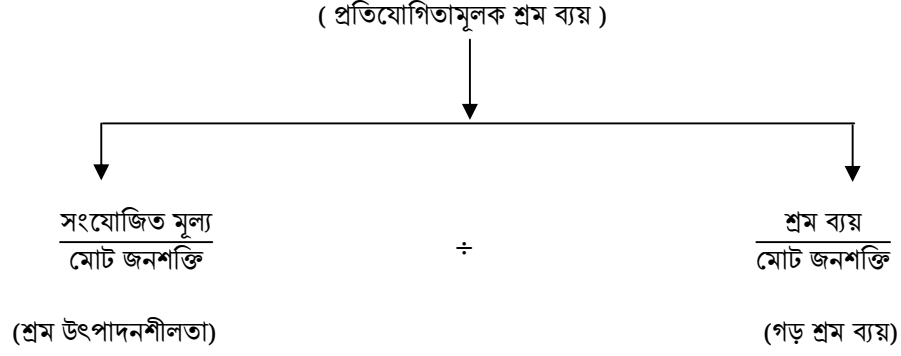 ( প্রতিযোগিতামূলক শ্রম ব্যয় )
সংযোজিত মূল্য
মোট জনশক্তি
÷
শ্রম ব্যয়
মোট জনশক্তি
(শ্রম উৎপাদনশীলতা)
(গড় শ্রম ব্যয়)